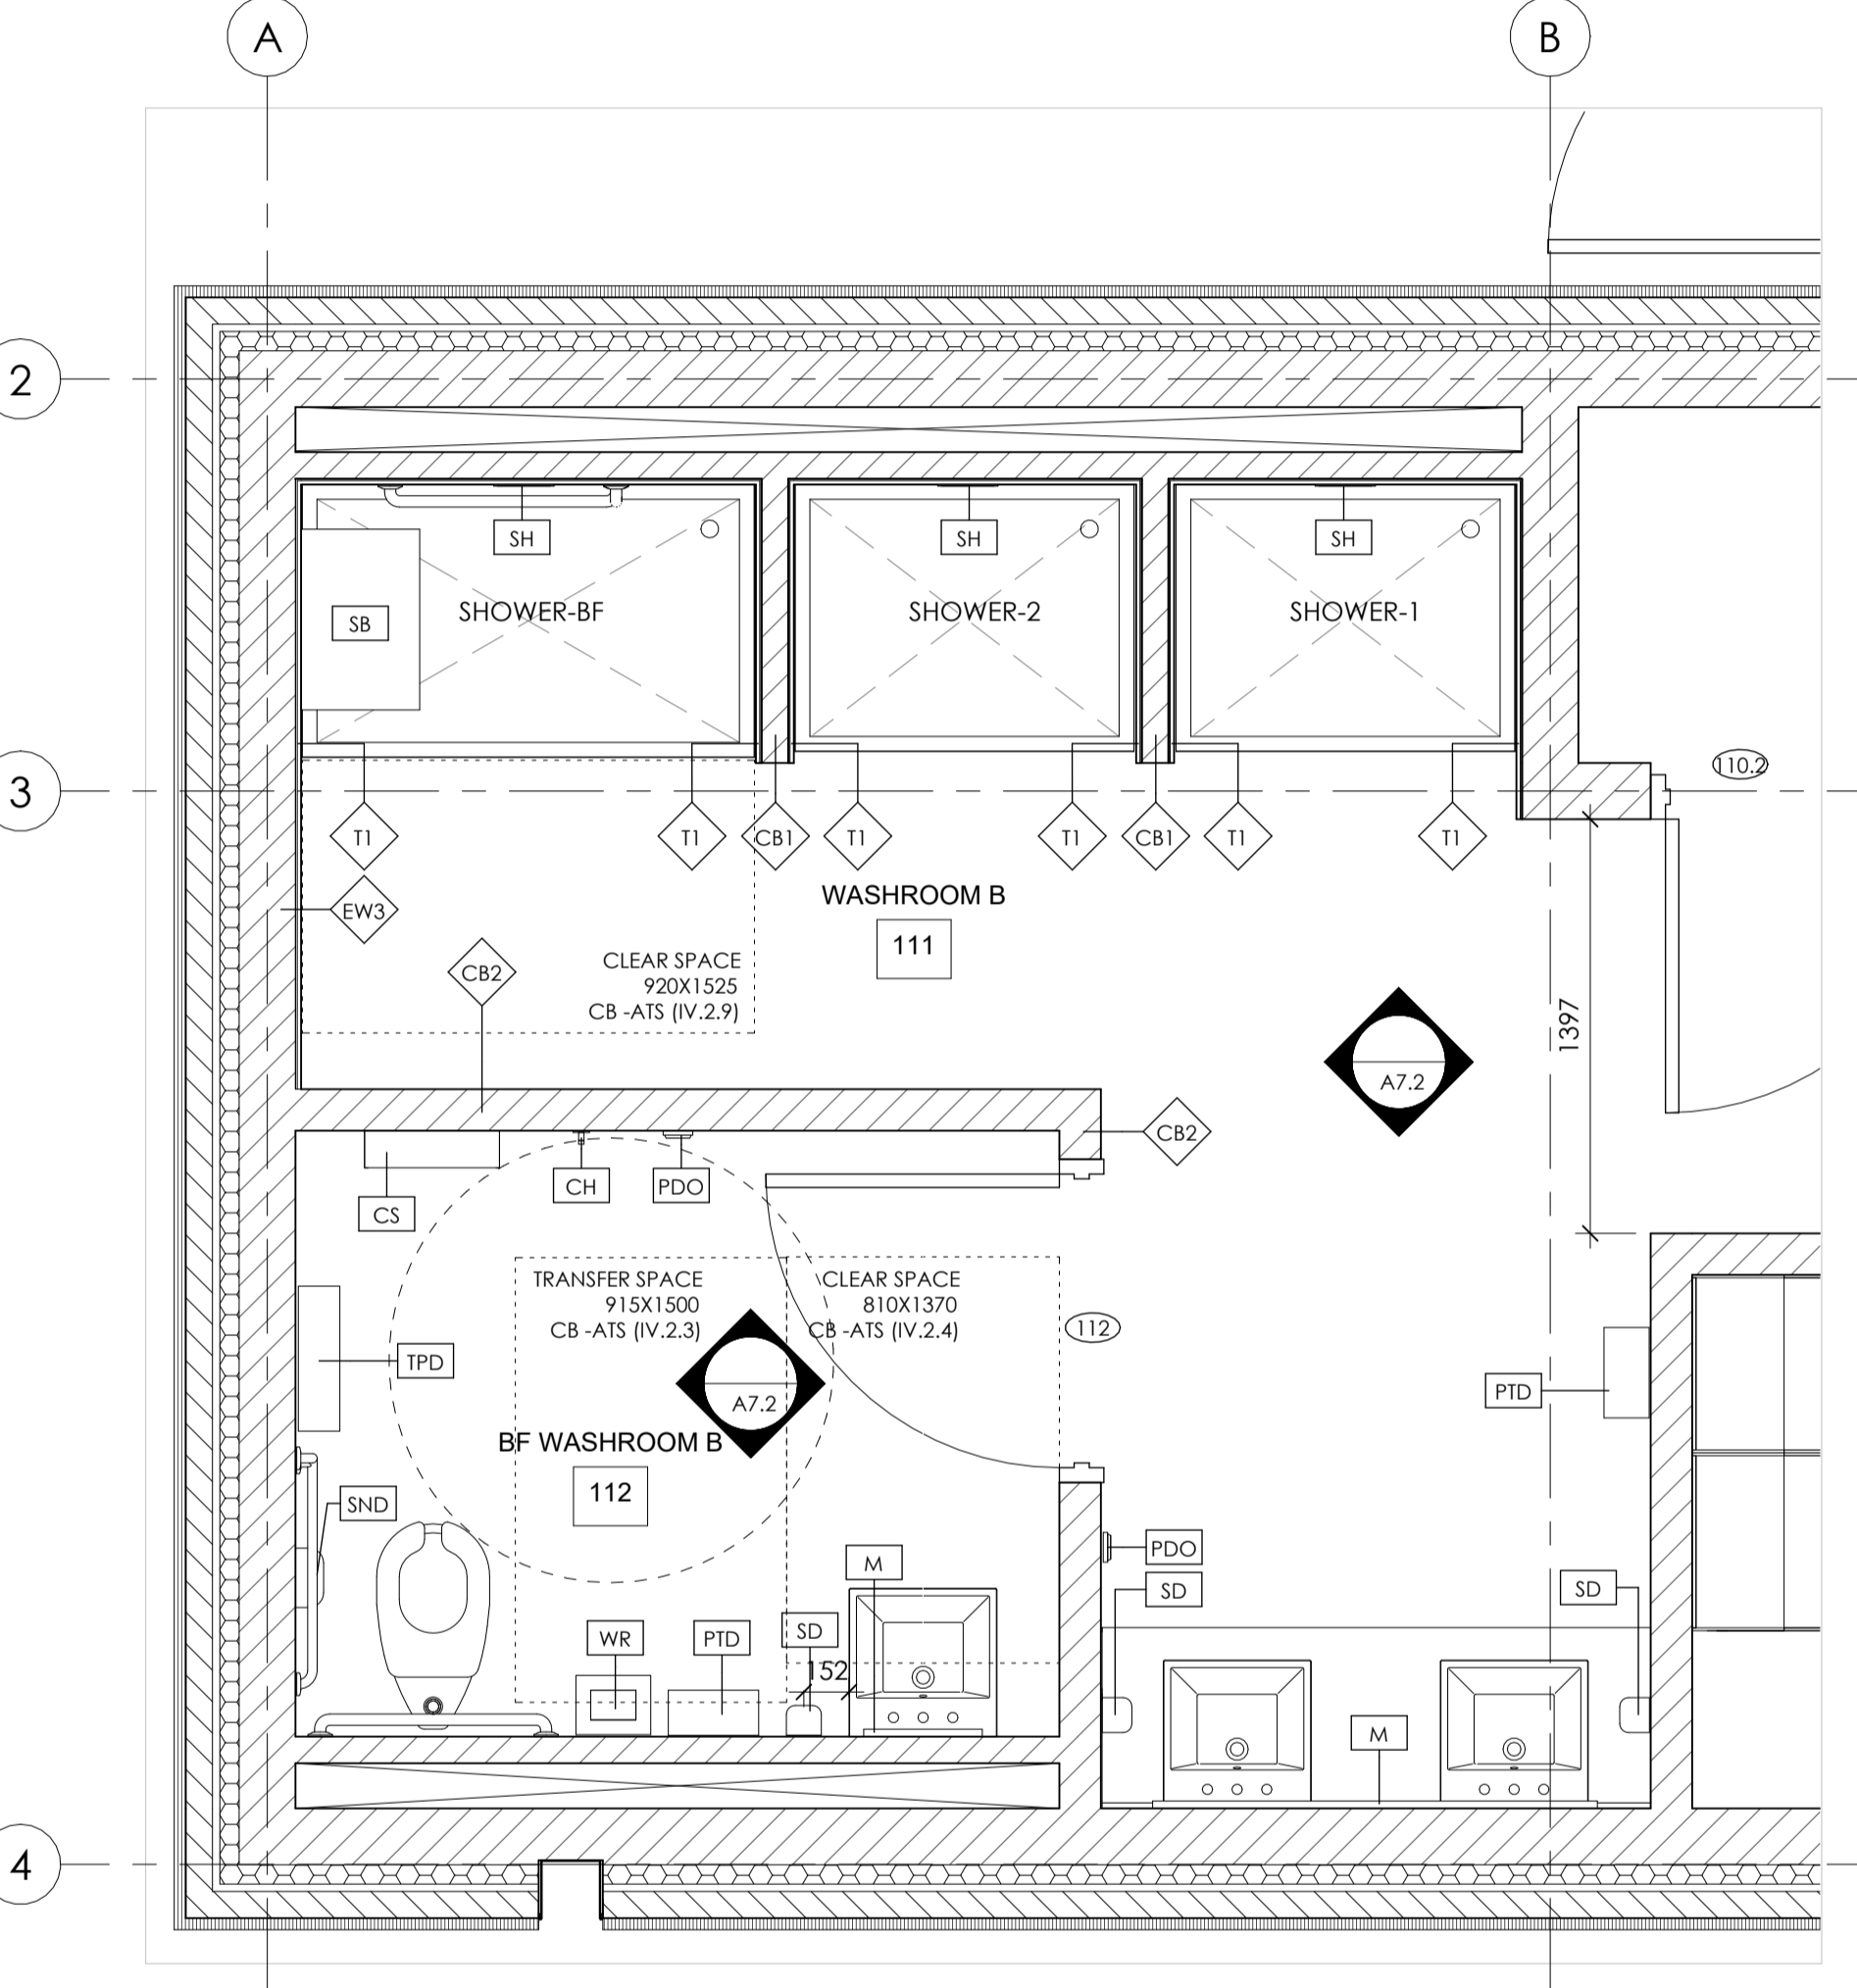 A
B
2
SH
SH
SH
SHOWER-BF
SHOWER-2
SHOWER-1
SB
110.2
3
T1
T1
CB1
T1
T1
CB1
T1
T1
EW3
WASHROOM B
111
CB2
CLEAR SPACE
920X1525
CB -ATS (IV.2.9)
1397
A7.2
CB2
CH
PDO
CS
TRANSFER SPACE
915X1500
CB -ATS (IV.2.3)
CLEAR SPACE
810X1370
CB -ATS (IV.2.4)
112
TPD
A7.2
PTD
BF WASHROOM B
112
SND
PDO
M
SD
SD
WR
PTD
SD
152
M
4